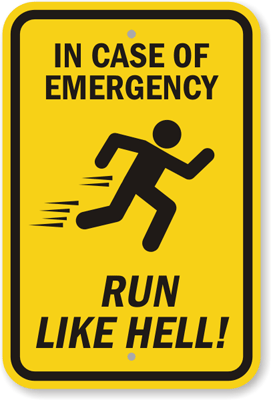 IN CASE OF
EMERGENCY
RUN
LIKE HELL!